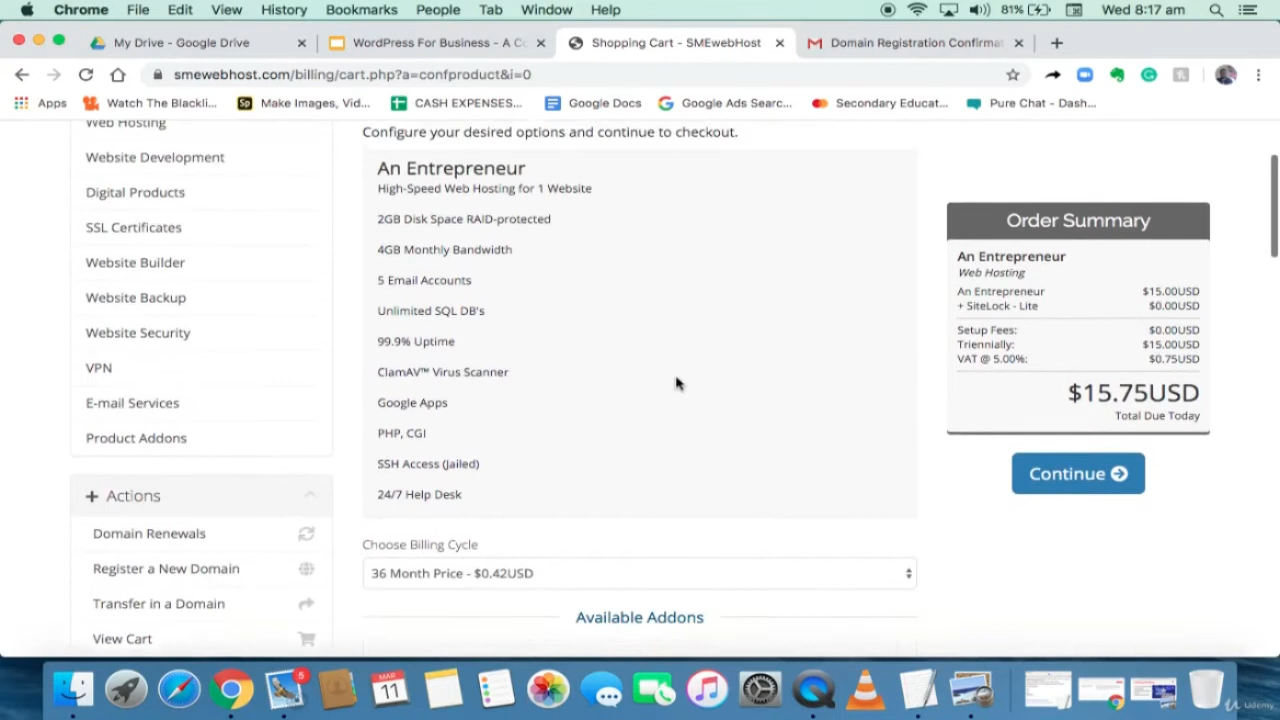 Chrome File Edit View History Bookmarks People Tab Window Help 81% Wed 8:17 am
My Drive - Google Drive
WordPress For Business - A Co
Shopping Cart - SMEwebHost
Domain Registration Confirmat
smewebhost.com/billing/cart.php?a=confproduct&i=0
Apps
Watch The Blackli...
Sp Make Images, Vid...
CASH EXPENSES...
Google Docs
Google Ads Searc...
Secondary Educat...
Pure Chat - Dash...
Web Hosting
Website Development
Digital Products
SSL Certificates
Website Builder
Website Backup
Website Security
VPN
E-mail Services
Product Addons
Actions
Domain Renewals
Register a New Domain
Transfer in a Domain
View Cart
Configure your desired options and continue to checkout.
An Entrepreneur
High-Speed Web Hosting for 1 Website
2GB Disk Space RAID-protected
4GB Monthly Bandwidth
5 Email Accounts
Unlimited SQL DB's
99.9% Uptime
ClamAV™ Virus Scanner
Google Apps
PHP, CGI
SSH Access (Jailed)
24/7 Help Desk
Choose Billing Cycle
36 Month Price - $0.42USD
Available Addons
Order Summary
An Entrepreneur
Web Hosting
An Entrepreneur $15.00USD
+ SiteLock - Lite $0.00USD
Setup Fees: $0.00USD
Triennially: $15.00USD
VAT @ 5.00%: $0.75USD
$15.75USD
Total Due Today
Continue
5
MAR
11
Udemy